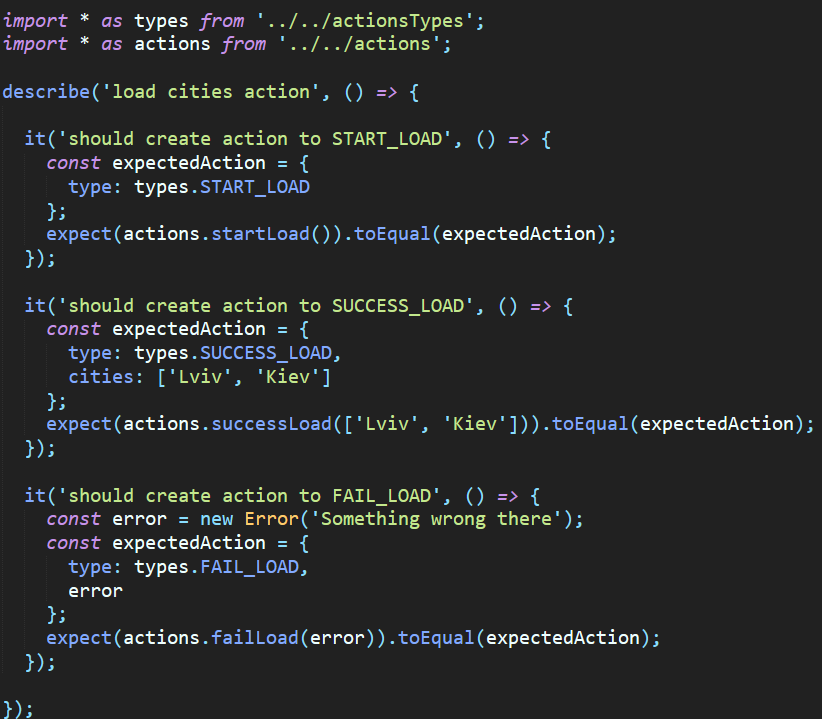 import * as types from '../../actionsTypes';
import * as actions from '../../actions';

describe('load cities action', () => {

  it('should create action to START_LOAD', () => {
    const expectedAction = {
      type: types.START_LOAD
    };
    expect(actions.startLoad()).toEqual(expectedAction);
  });

  it('should create action to SUCCESS_LOAD', () => {
    const expectedAction = {
      type: types.SUCCESS_LOAD,
      cities: ['Lviv', 'Kiev']
    };
    expect(actions.successLoad(['Lviv', 'Kiev'])).toEqual(expectedAction);
  });

  it('should create action to FAIL_LOAD', () => {
    const error = new Error('Something wrong there');
    const expectedAction = {
      type: types.FAIL_LOAD,
      error
    };
    expect(actions.failLoad(error)).toEqual(expectedAction);
  });

});